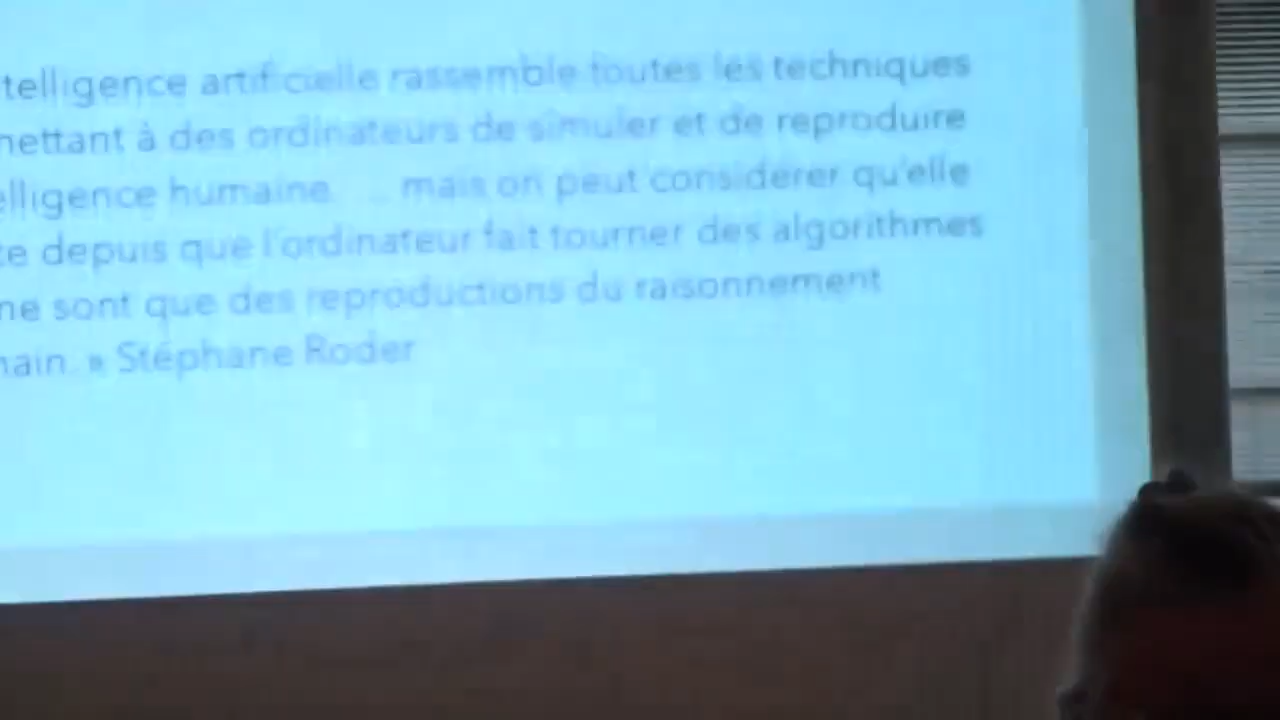 telligence artificielle rassemble toutes les techniques
mettant à des ordinateurs de simuler et de reproduire
elligence humaine. ... mais on peut considérer qu'elle
te depuis que l'ordinateur fait tourner des algorithmes
ne sont que des reproductions du raisonnement
main. » Stéphane Roder